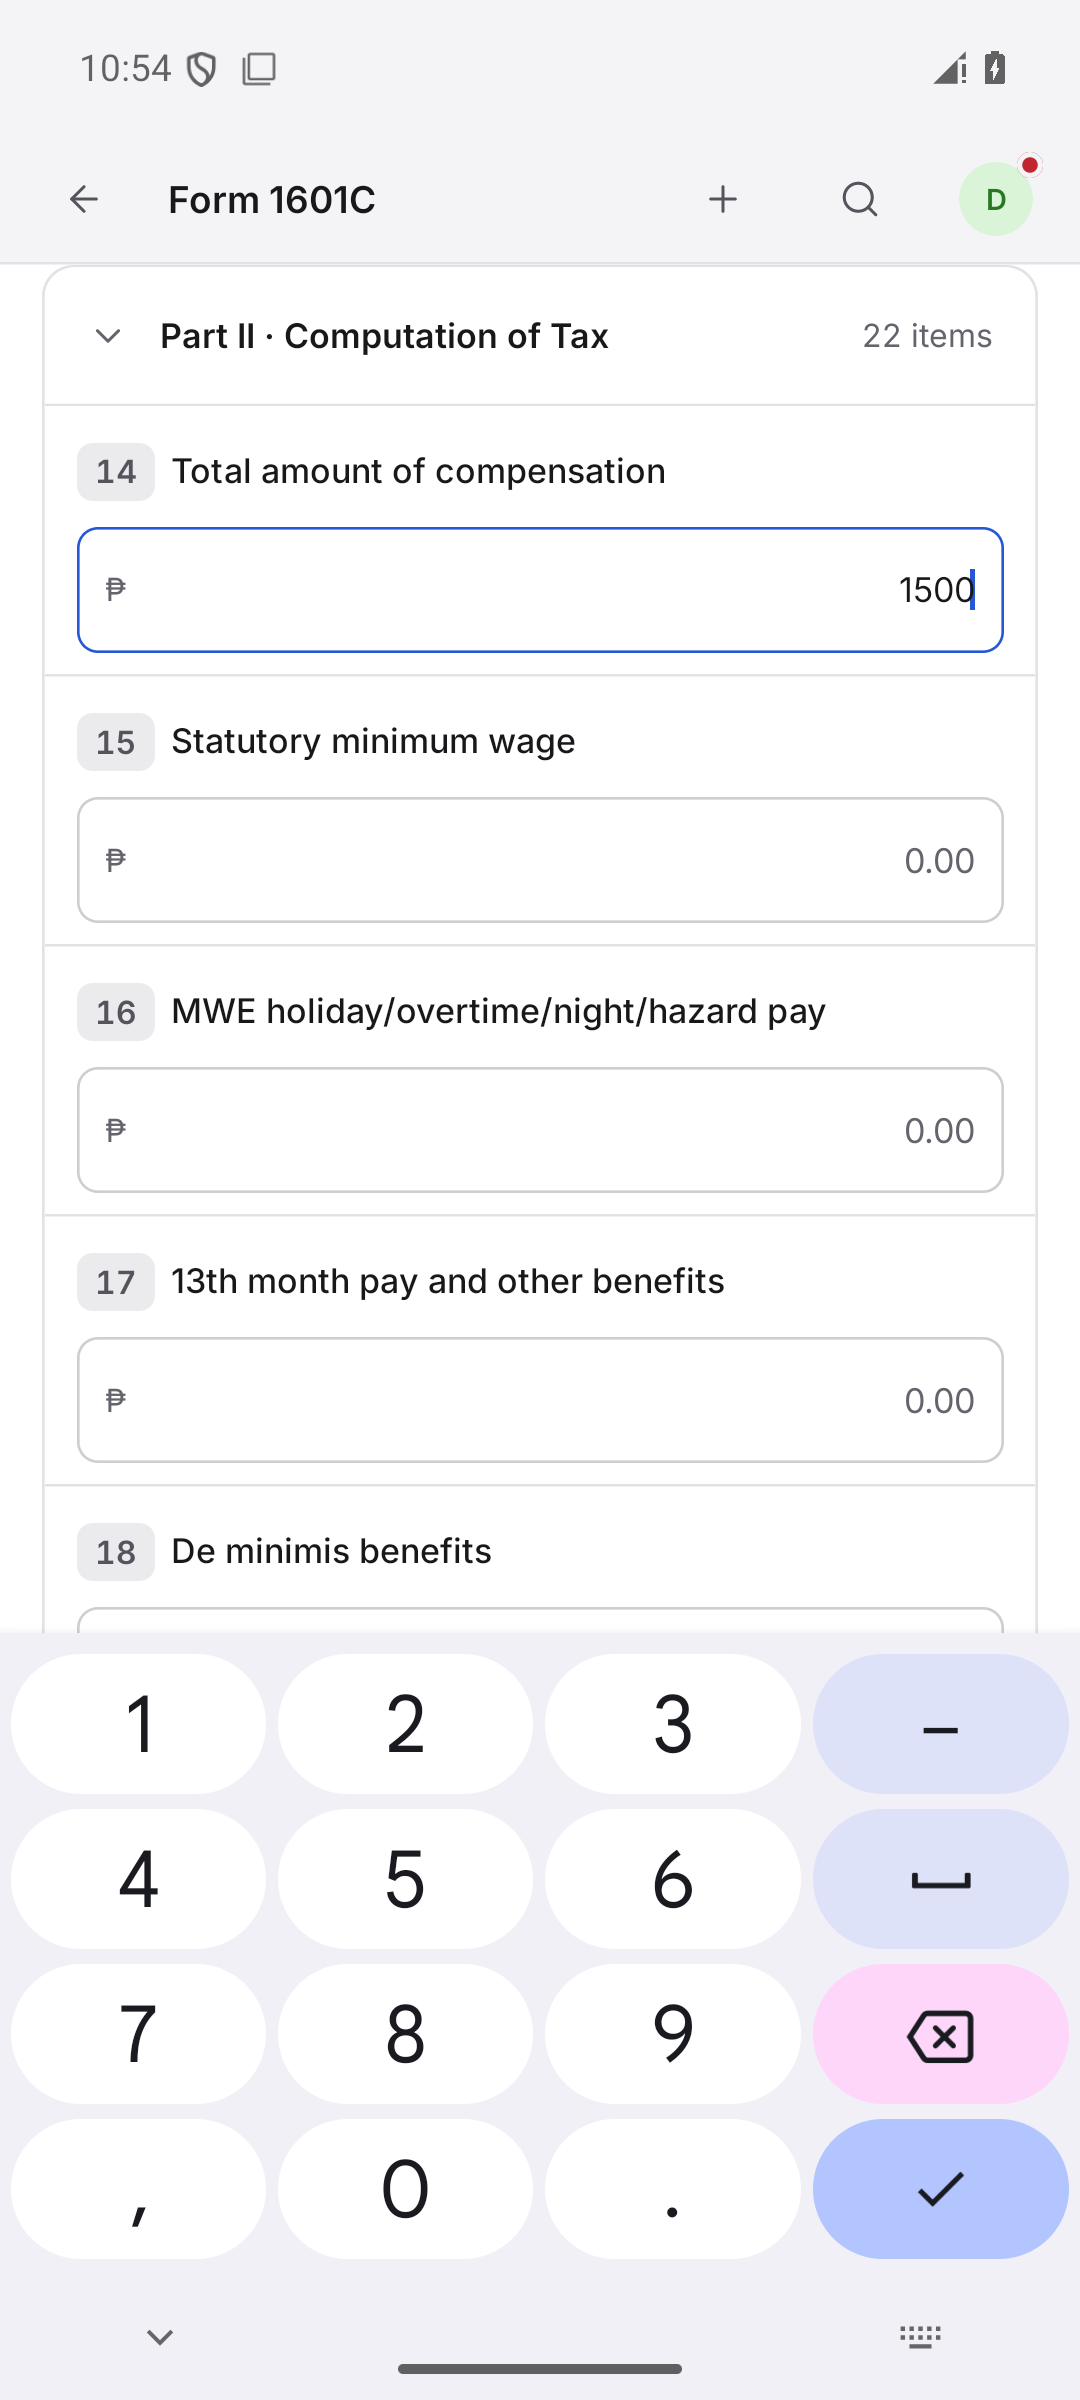 10:54
Form 1601C
D
Part II · Computation of Tax
22 items
14 Total amount of compensation
₱ 1500
15 Statutory minimum wage
₱ 0.00
16 MWE holiday/overtime/night/hazard pay
₱ 0.00
17 13th month pay and other benefits
₱ 0.00
18 De minimis benefits
1 2 3 –
4 5 6
7 8 9
, 0 .